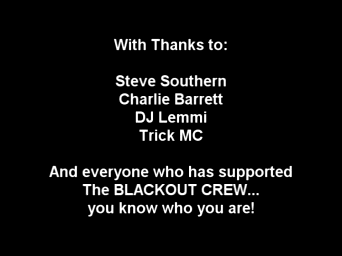 With Thanks to:
Steve Southern
Charlie Barrett
DJ Lemmi
Trick MC
And everyone who has supported
The BLACKOUT CREW...
you know who you are!